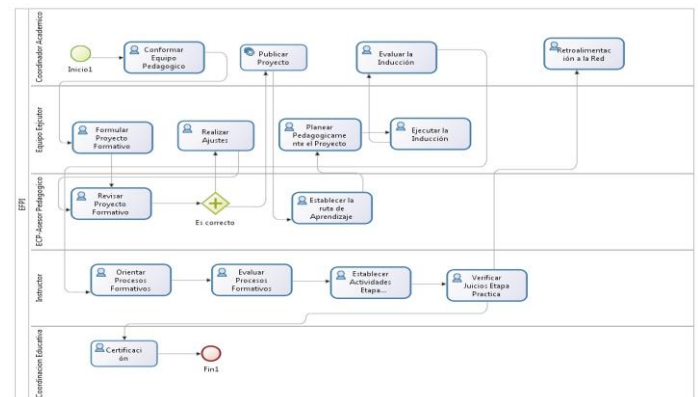 EFPI
Coordinador Academico
Inicio1
Conformar
Equipo
Pedagogico
Publicar
Proyecto
Evaluar la
Inducción
Retroalimentac
ión a la Red
Equipo Ejecutor
Formular
Proyecto
Formativo
Realizar
Ajustes
Planear
Pedagogicame
nte el Proyecto
Ejecutar la
Inducción
ECP-Asesor Pedagogico
Revisar
Proyecto
Formativo
Es correcto
Establecer la
ruta de
Aprendizaje
Instructor
Orientar
Procesos
Formativos
Evaluar
Procesos
Formativos
Establecer
Actividades
Etapa...
Verificar
Juicios Etapa
Practica
Coordinacion Educativa
Certificaci
ón
Fin1